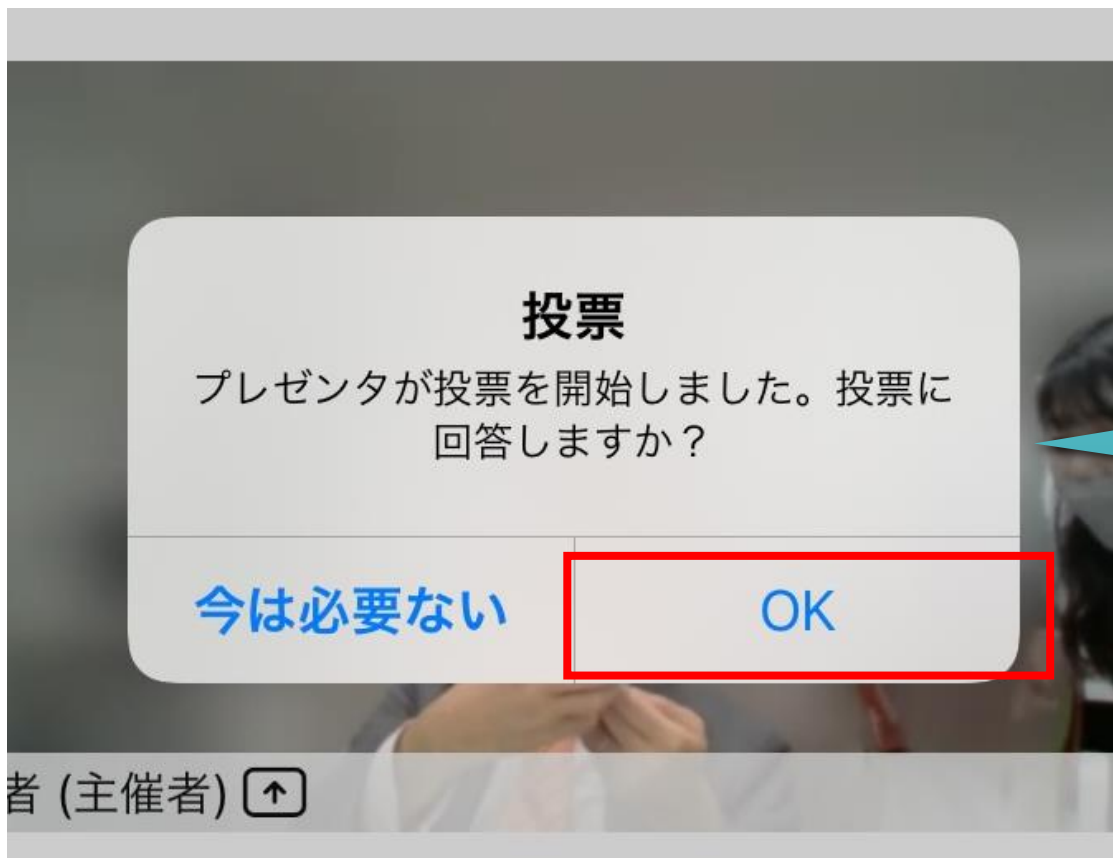 投票
プレゼンタが投票を開始しました。投票に
回答しますか？
今は必要ない
OK
者 (主催者)